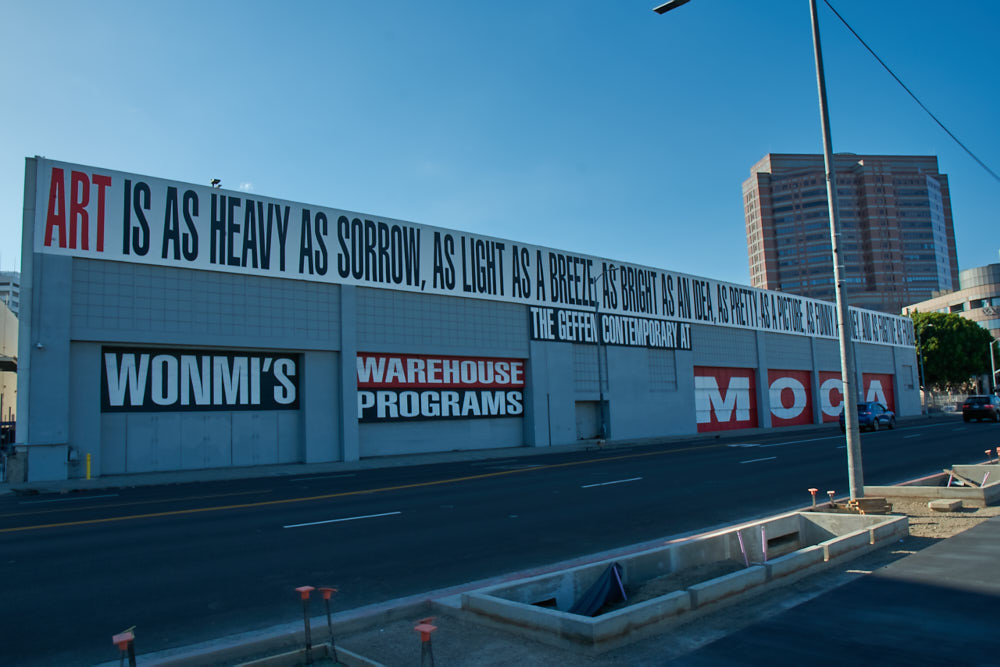 ART IS AS HEAVY AS SORROW, AS LIGHT AS A BREEZE, AS BRIGHT AS AN IDEA, AS PRETTY AS A PICTURE, AS FUNNY AS
THE GEFFEN CONTEMPORARY AT
WONMI'S
WAREHOUSE
PROGRAMS
MOCA